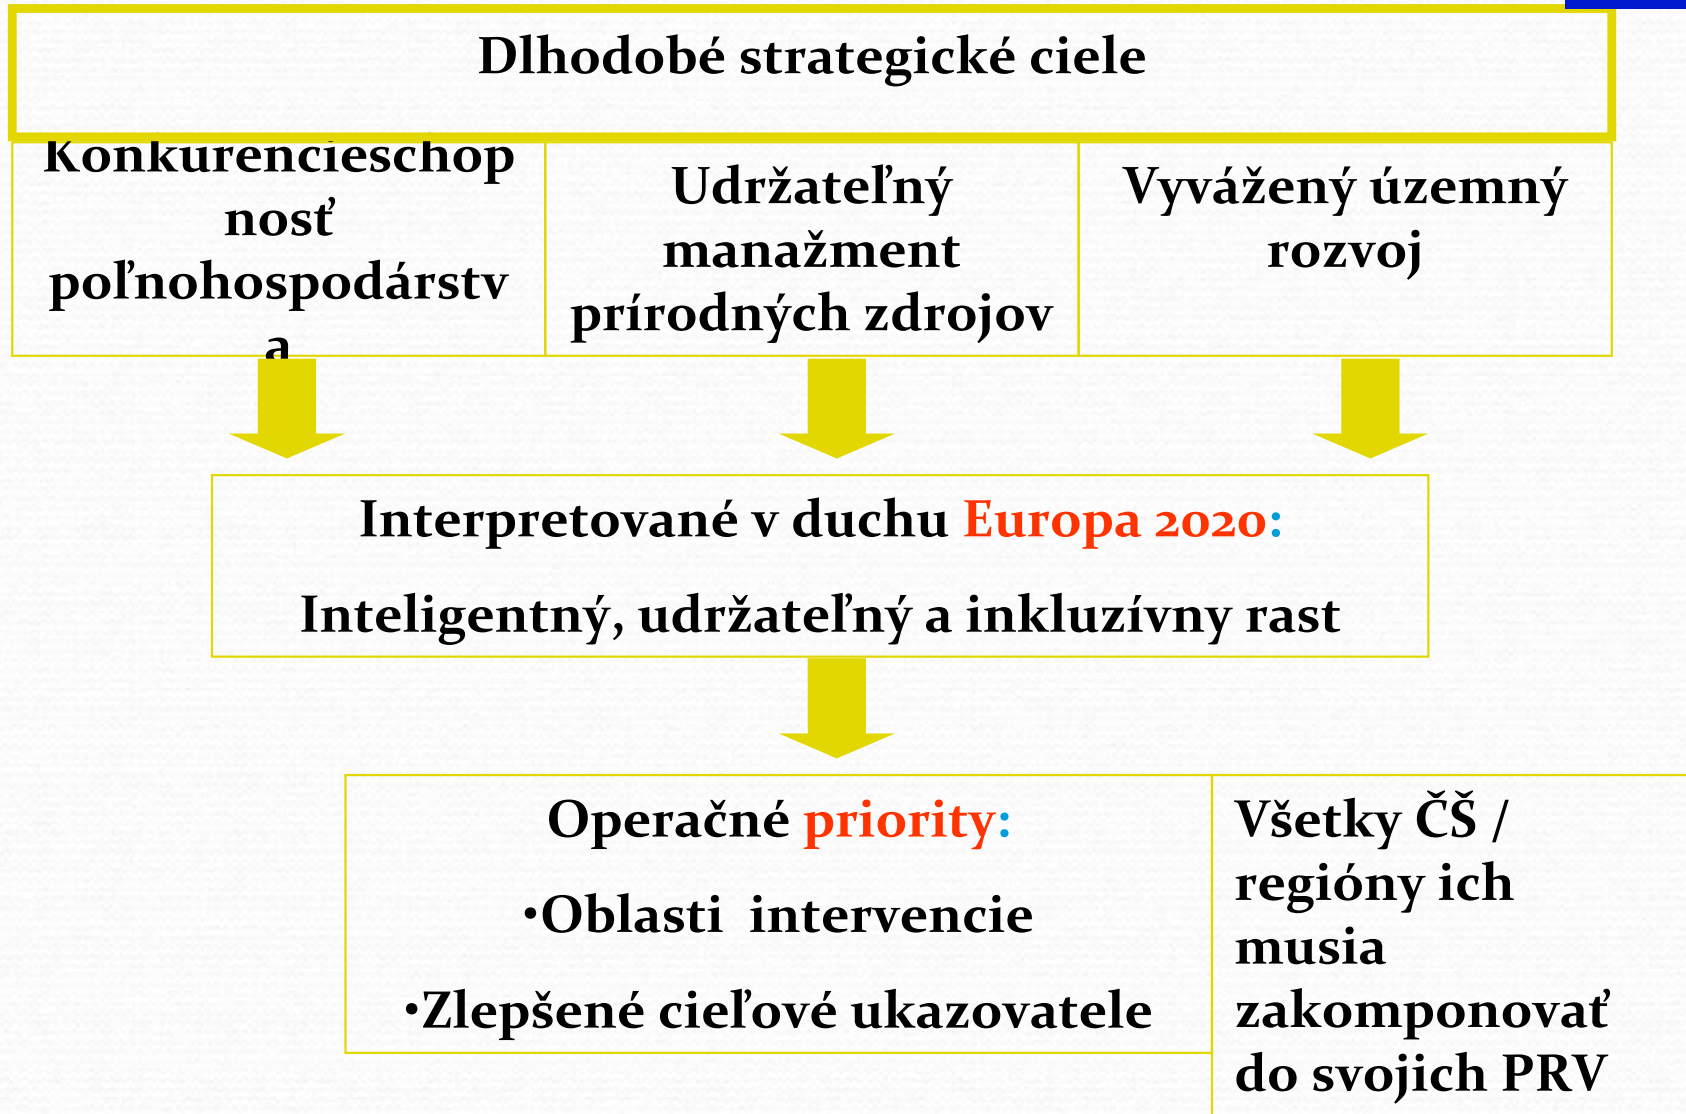 Dlhodobé strategické ciele
Konkurencieschop
nosť
poľnohospodárstv
a
Udržateľný
manažment
prírodných zdrojov
Vyvážený územný
rozvoj
Interpretované v duchu Europa 2020:
Inteligentný, udržateľný a inkluzívny rast
Operačné priority:
•Oblasti intervencie
•Zlepšené cieľové ukazovatele
Všetky ČŠ /
regióny ich
musia
zakomponovať
do svojich PRV